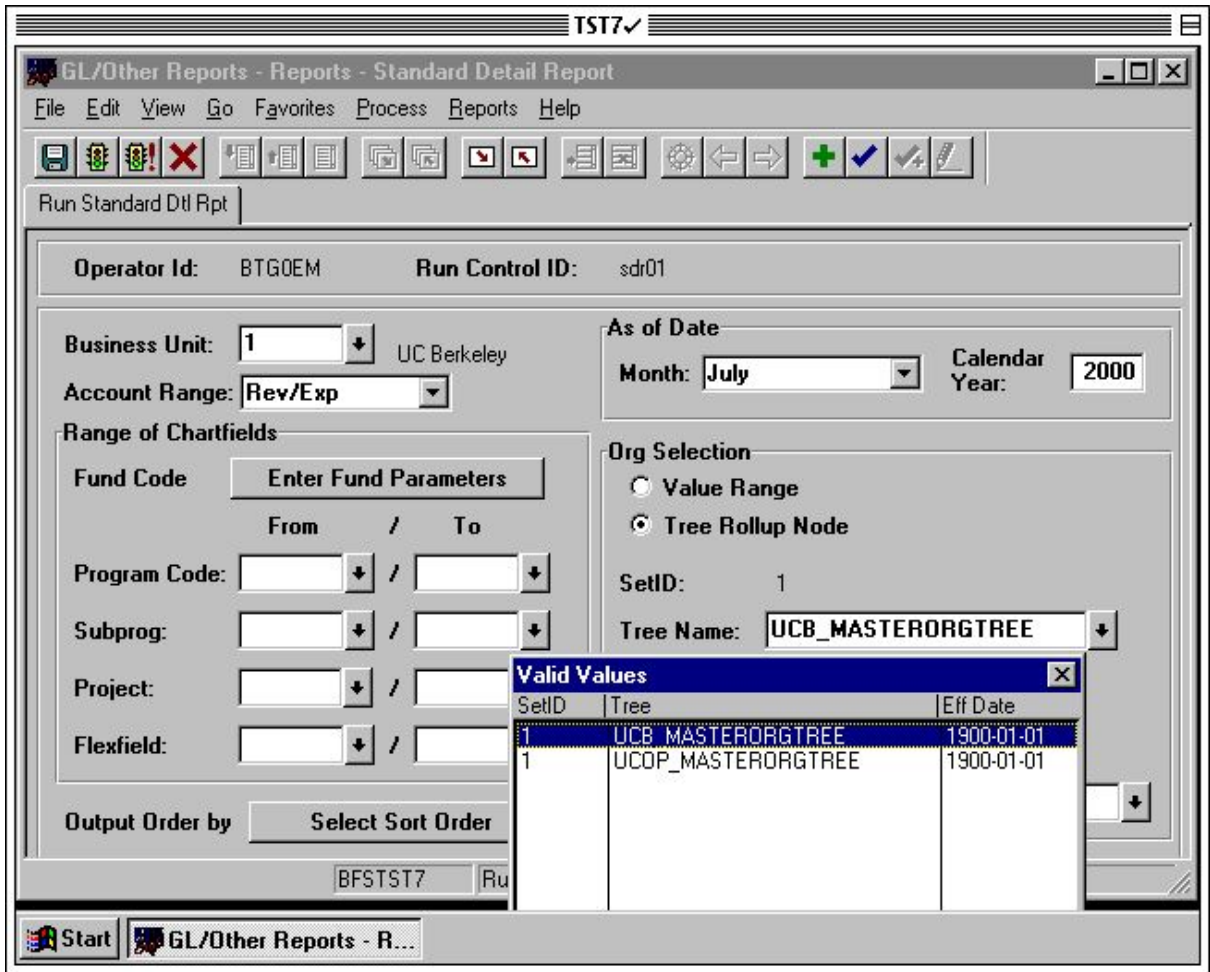 TST7✓
GL/Other Reports - Reports - Standard Detail Report
File Edit View Go Favorites Process Reports Help
Run Standard Dtl Rpt
Operator Id: BTG0EM Run Control ID: sdr01
Business Unit: 1 UC Berkeley
Account Range: Rev/Exp
As of Date
Month: July Calendar Year: 2000
Range of Chartfields
Fund Code Enter Fund Parameters
From / To
Program Code: /
Subprog: /
Project: /
Flexfield: /
Output Order by Select Sort Order
Org Selection
Value Range
Tree Rollup Node
SetID: 1
Tree Name: UCB_MASTERORGTREE
Valid Values
SetID Tree Eff Date
1 UCB_MASTERORGTREE 1900-01-01
1 UCOP_MASTERORGTREE 1900-01-01
BFSTST7 Ru
Start GL/Other Reports - R...